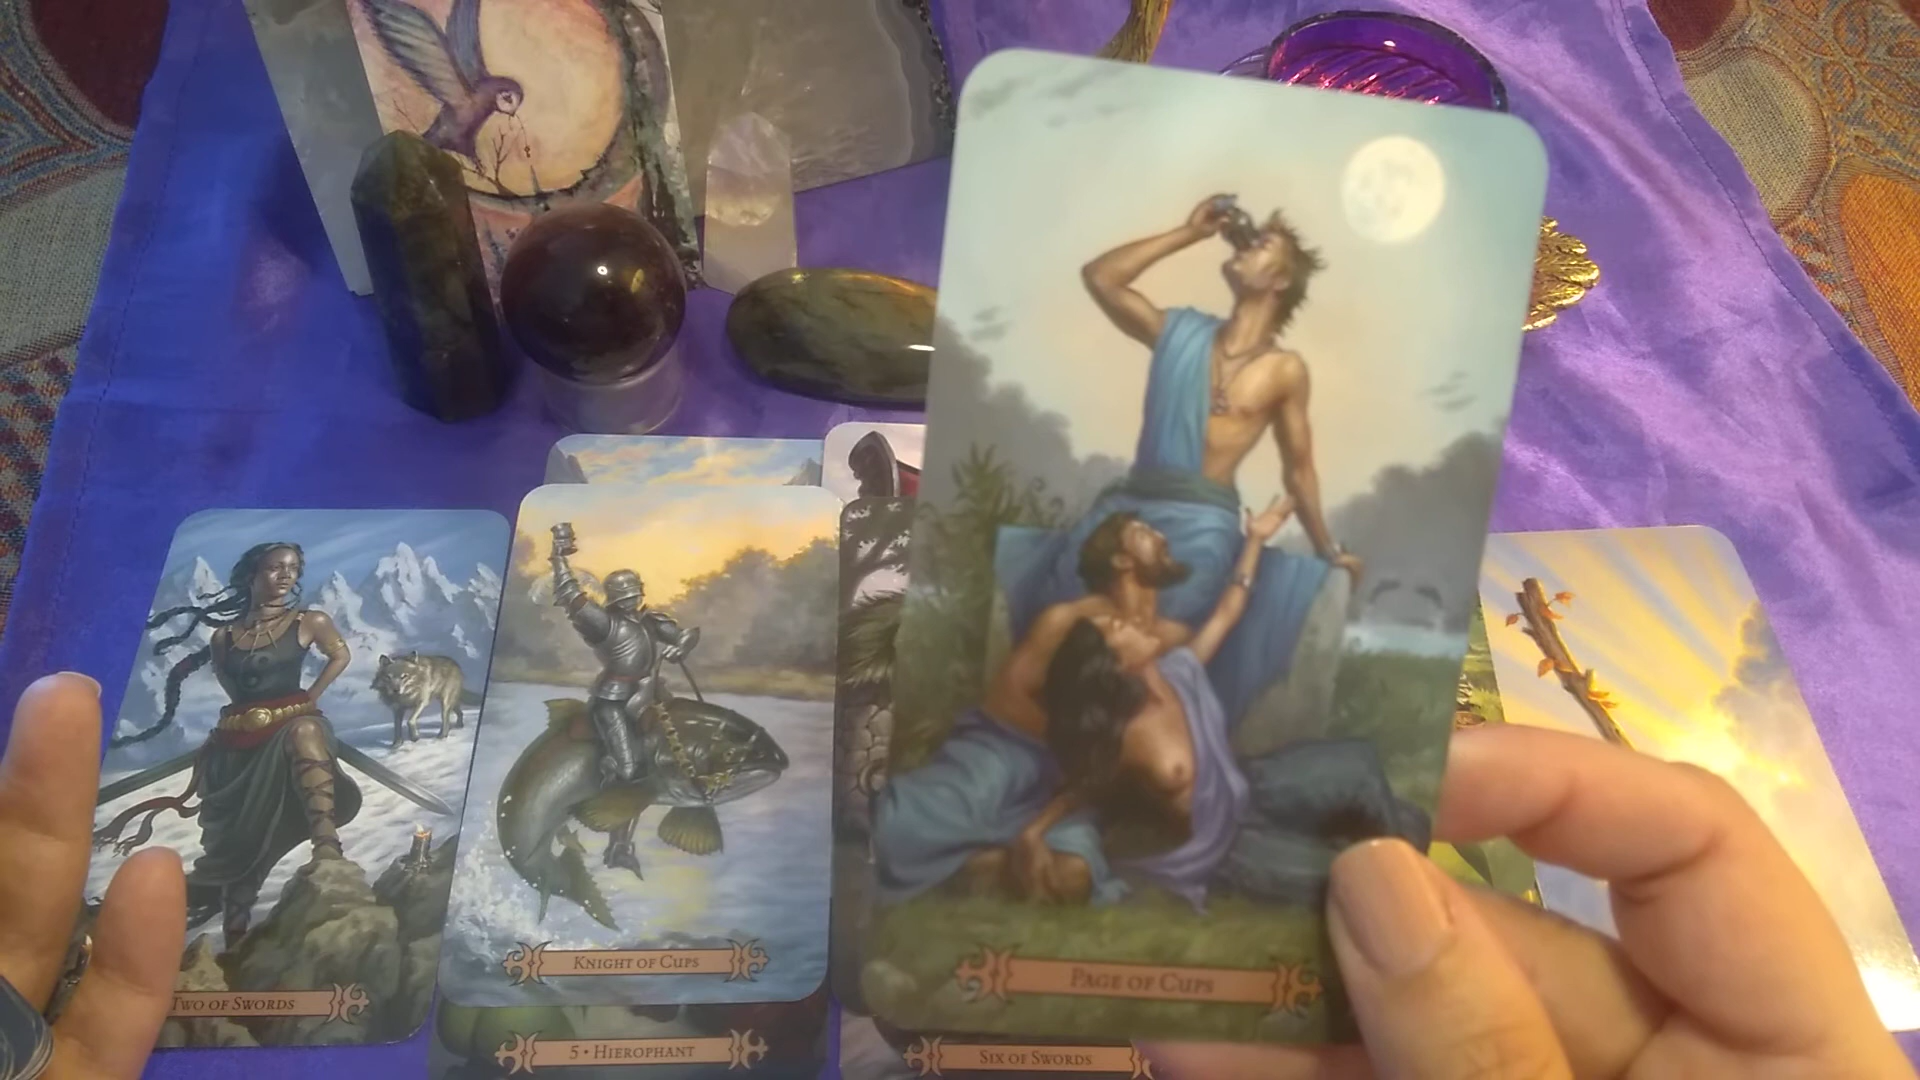 PAGE OF CUPS
KNIGHT OF CUPS
TWO OF SWORDS
5 • HIEROPHANT
SIX OF SWORDS